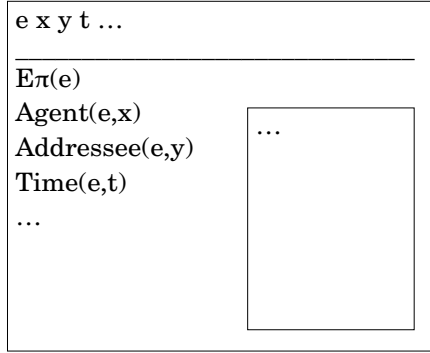 e x y t …
Eπ(e)
Agent(e,x)
…
Addressee(e,y)
Time(e,t)
…